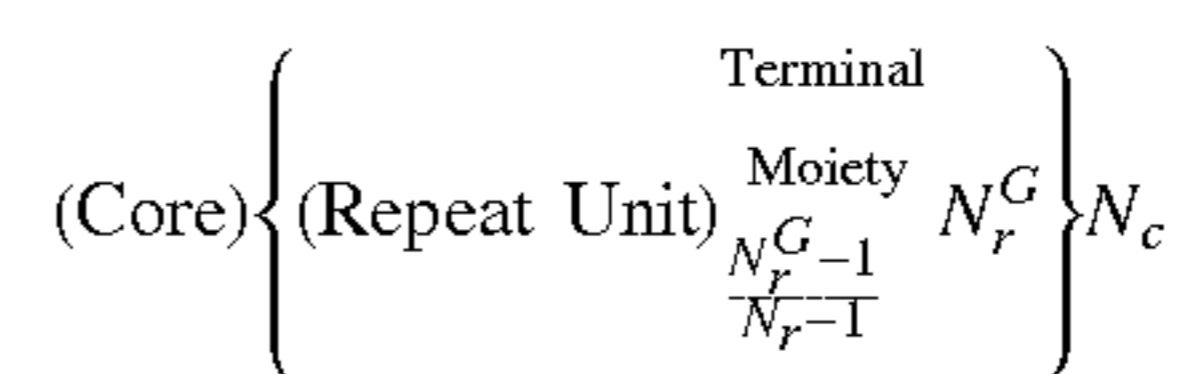 Terminal
Moiety
(Core){(Repeat Unit) N_r^G }N_c
N_r^G−1
N_r−1